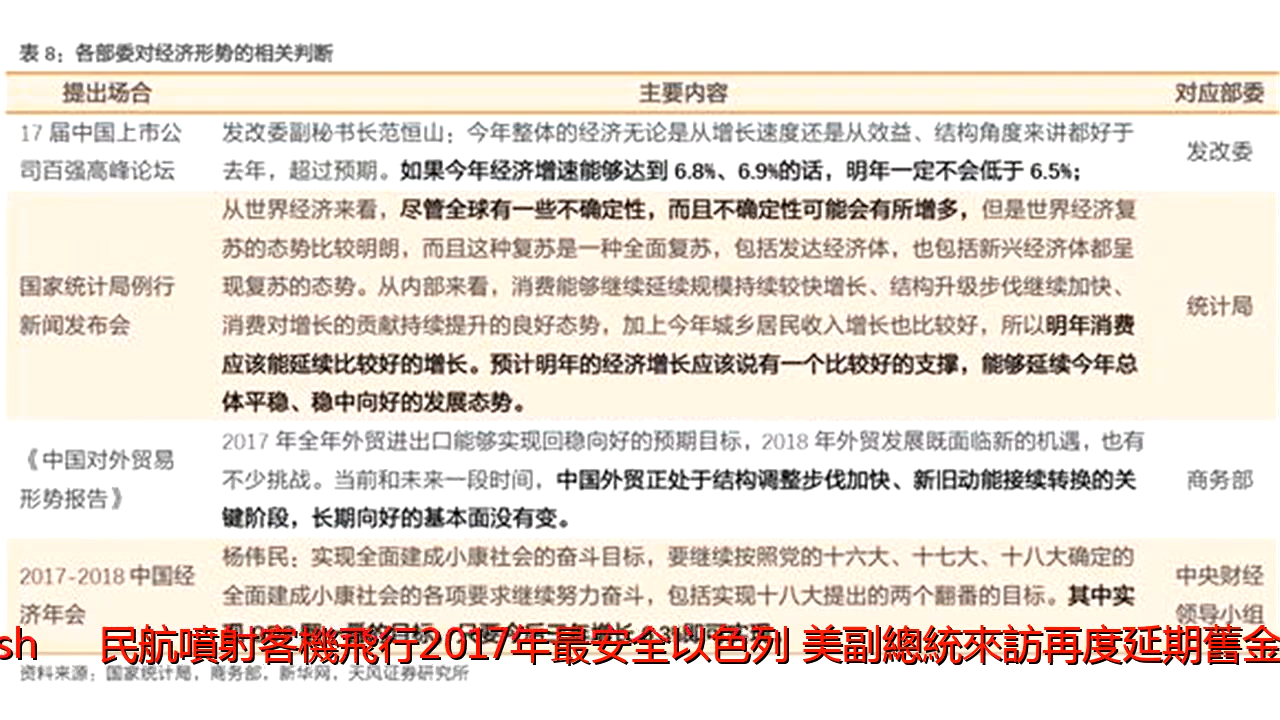 表 8：各部委对经济形势的相关判断
提出场合 主要内容 对应部委
17 届中国上市公
司百强高峰论坛
发改委副秘书长范恒山：今年整体的经济无论是从增长速度还是从效益、结构角度来讲都好于
去年，超过预期。如果今年经济增速能够达到 6.8%、6.9%的话，明年一定不会低于 6.5%；
发改委
国家统计局例行
新闻发布会
从世界经济来看，尽管全球有一些不确定性，而且不确定性可能会有所增多，但是世界经济复
苏的态势比较明朗，而且这种复苏是一种全面复苏，包括发达经济体，也包括新兴经济体都呈
现复苏的态势。从内部来看，消费能够继续延续规模持续较快增长、结构升级步伐继续加快、
消费对增长的贡献持续提升的良好态势，加上今年城乡居民收入增长也比较好，所以明年消费
应该能延续比较好的增长。预计明年的经济增长应该说有一个比较好的支撑，能够延续今年总
体平稳、稳中向好的发展态势。
统计局
《中国对外贸易
形势报告》
2017 年全年外贸进出口能够实现回稳向好的预期目标，2018 年外贸发展既面临新的机遇，也有
不少挑战。当前和未来一段时间，中国外贸正处于结构调整步伐加快、新旧动能接续转换的关
键阶段，长期向好的基本面没有变。
商务部
2017-2018 中国经
济年会
杨伟民：实现全面建成小康社会的奋斗目标，要继续按照党的十六大、十七大、十八大确定的
全面建成小康社会的各项要求继续努力奋斗，包括实现十八大提出的两个翻番的目标。其中实
中央财经
领导小组
sh 民航噴射客機飛行2017年最安全以色列 美副總統來訪再度延期舊金
资料来源：国家统计局，商务部，新华网，天风证券研究所